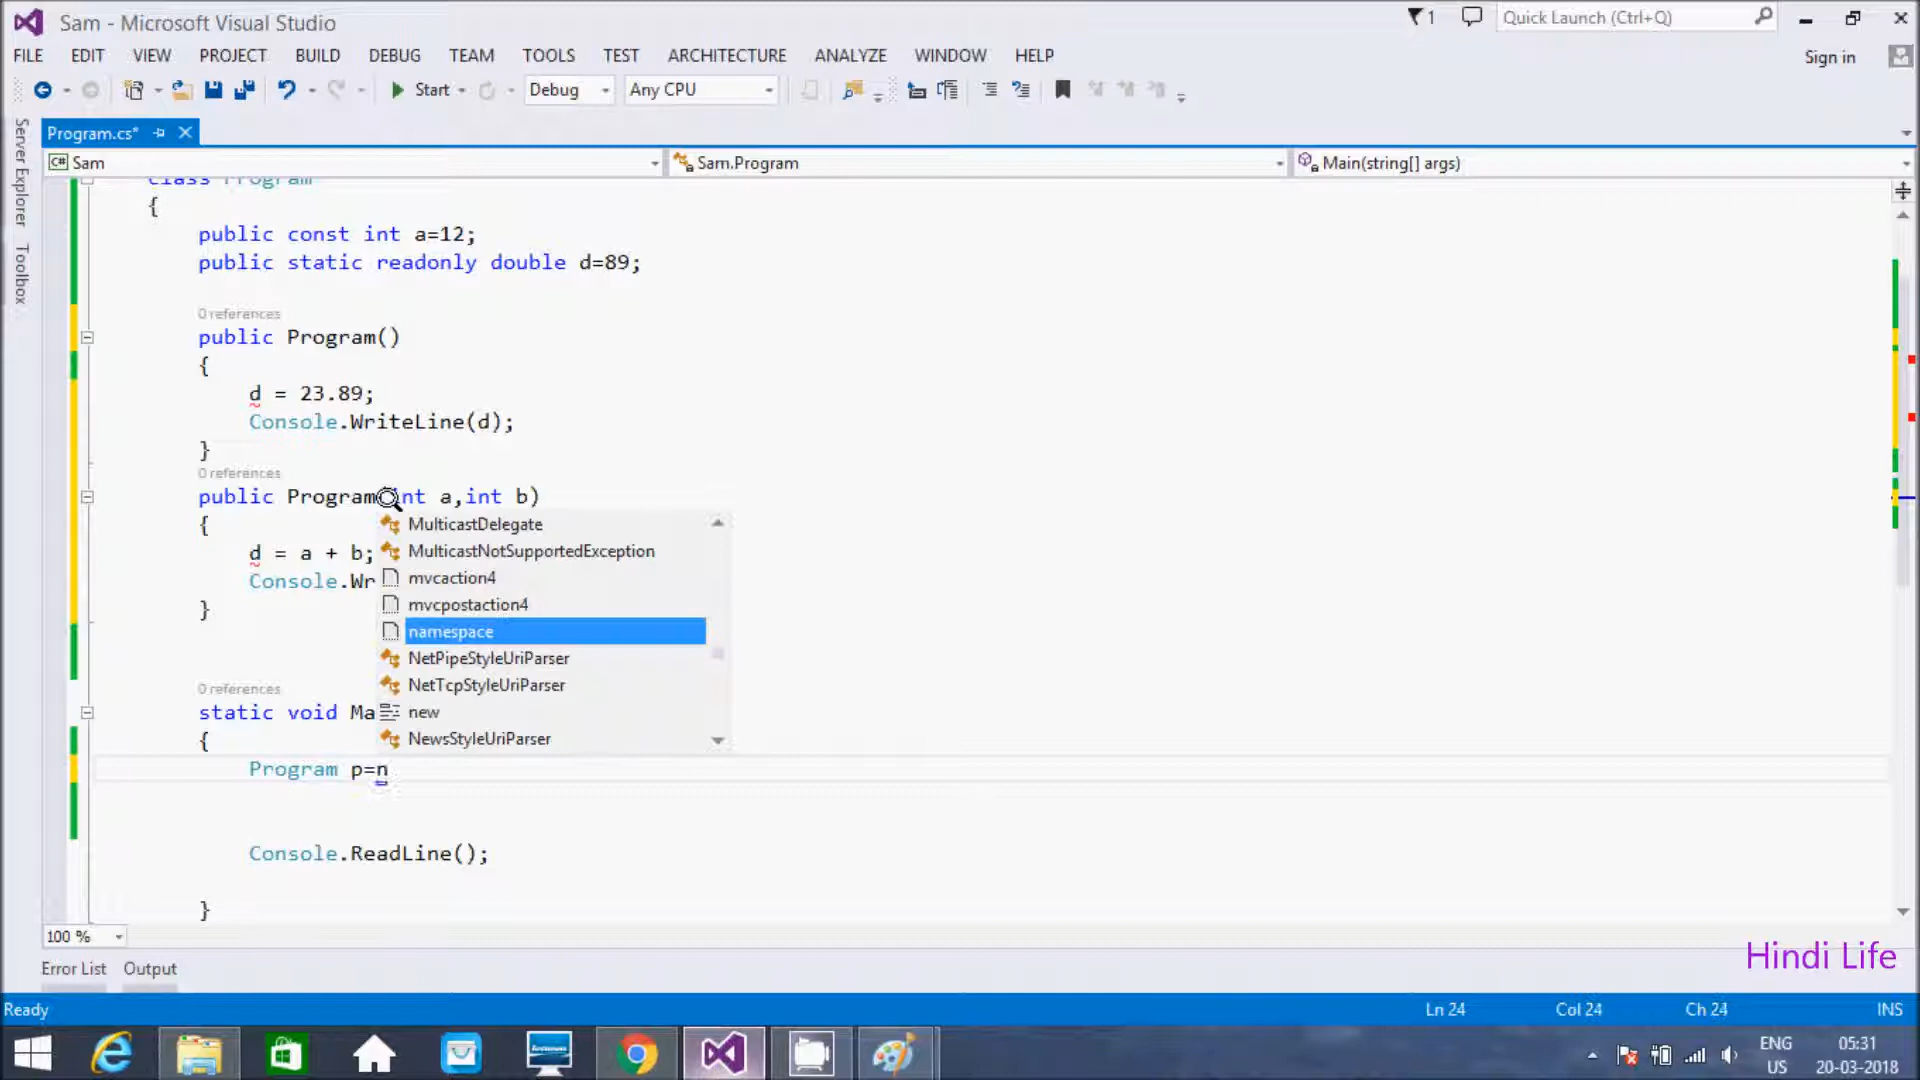 Sam - Microsoft Visual Studio
1
Quick Launch (Ctrl+Q)
FILE EDIT VIEW PROJECT BUILD DEBUG TEAM TOOLS TEST ARCHITECTURE ANALYZE WINDOW HELP
Sign in
Start Debug Any CPU
Server Explorer
Toolbox
Program.cs*
C# Sam
Sam.Program
Main(string[] args)
class Program
{
public const int a=12;
public static readonly double d=89;
0 references
public Program()
{
d = 23.89;
Console.WriteLine(d);
}
0 references
public Program int a,int b)
{
d = a + b;
Console.Wr
}
MulticastDelegate
MulticastNotSupportedException
mvcaction4
mvcpostaction4
namespace
NetPipeStyleUriParser
NetTcpStyleUriParser
new
NewsStyleUriParser
0 references
static void Ma
{
Program p=n
Console.ReadLine();
}
100 %
Hindi Life
Error List Output
Ready
Ln 24 Col 24 Ch 24 INS
ENG
US
05:31
20-03-2018